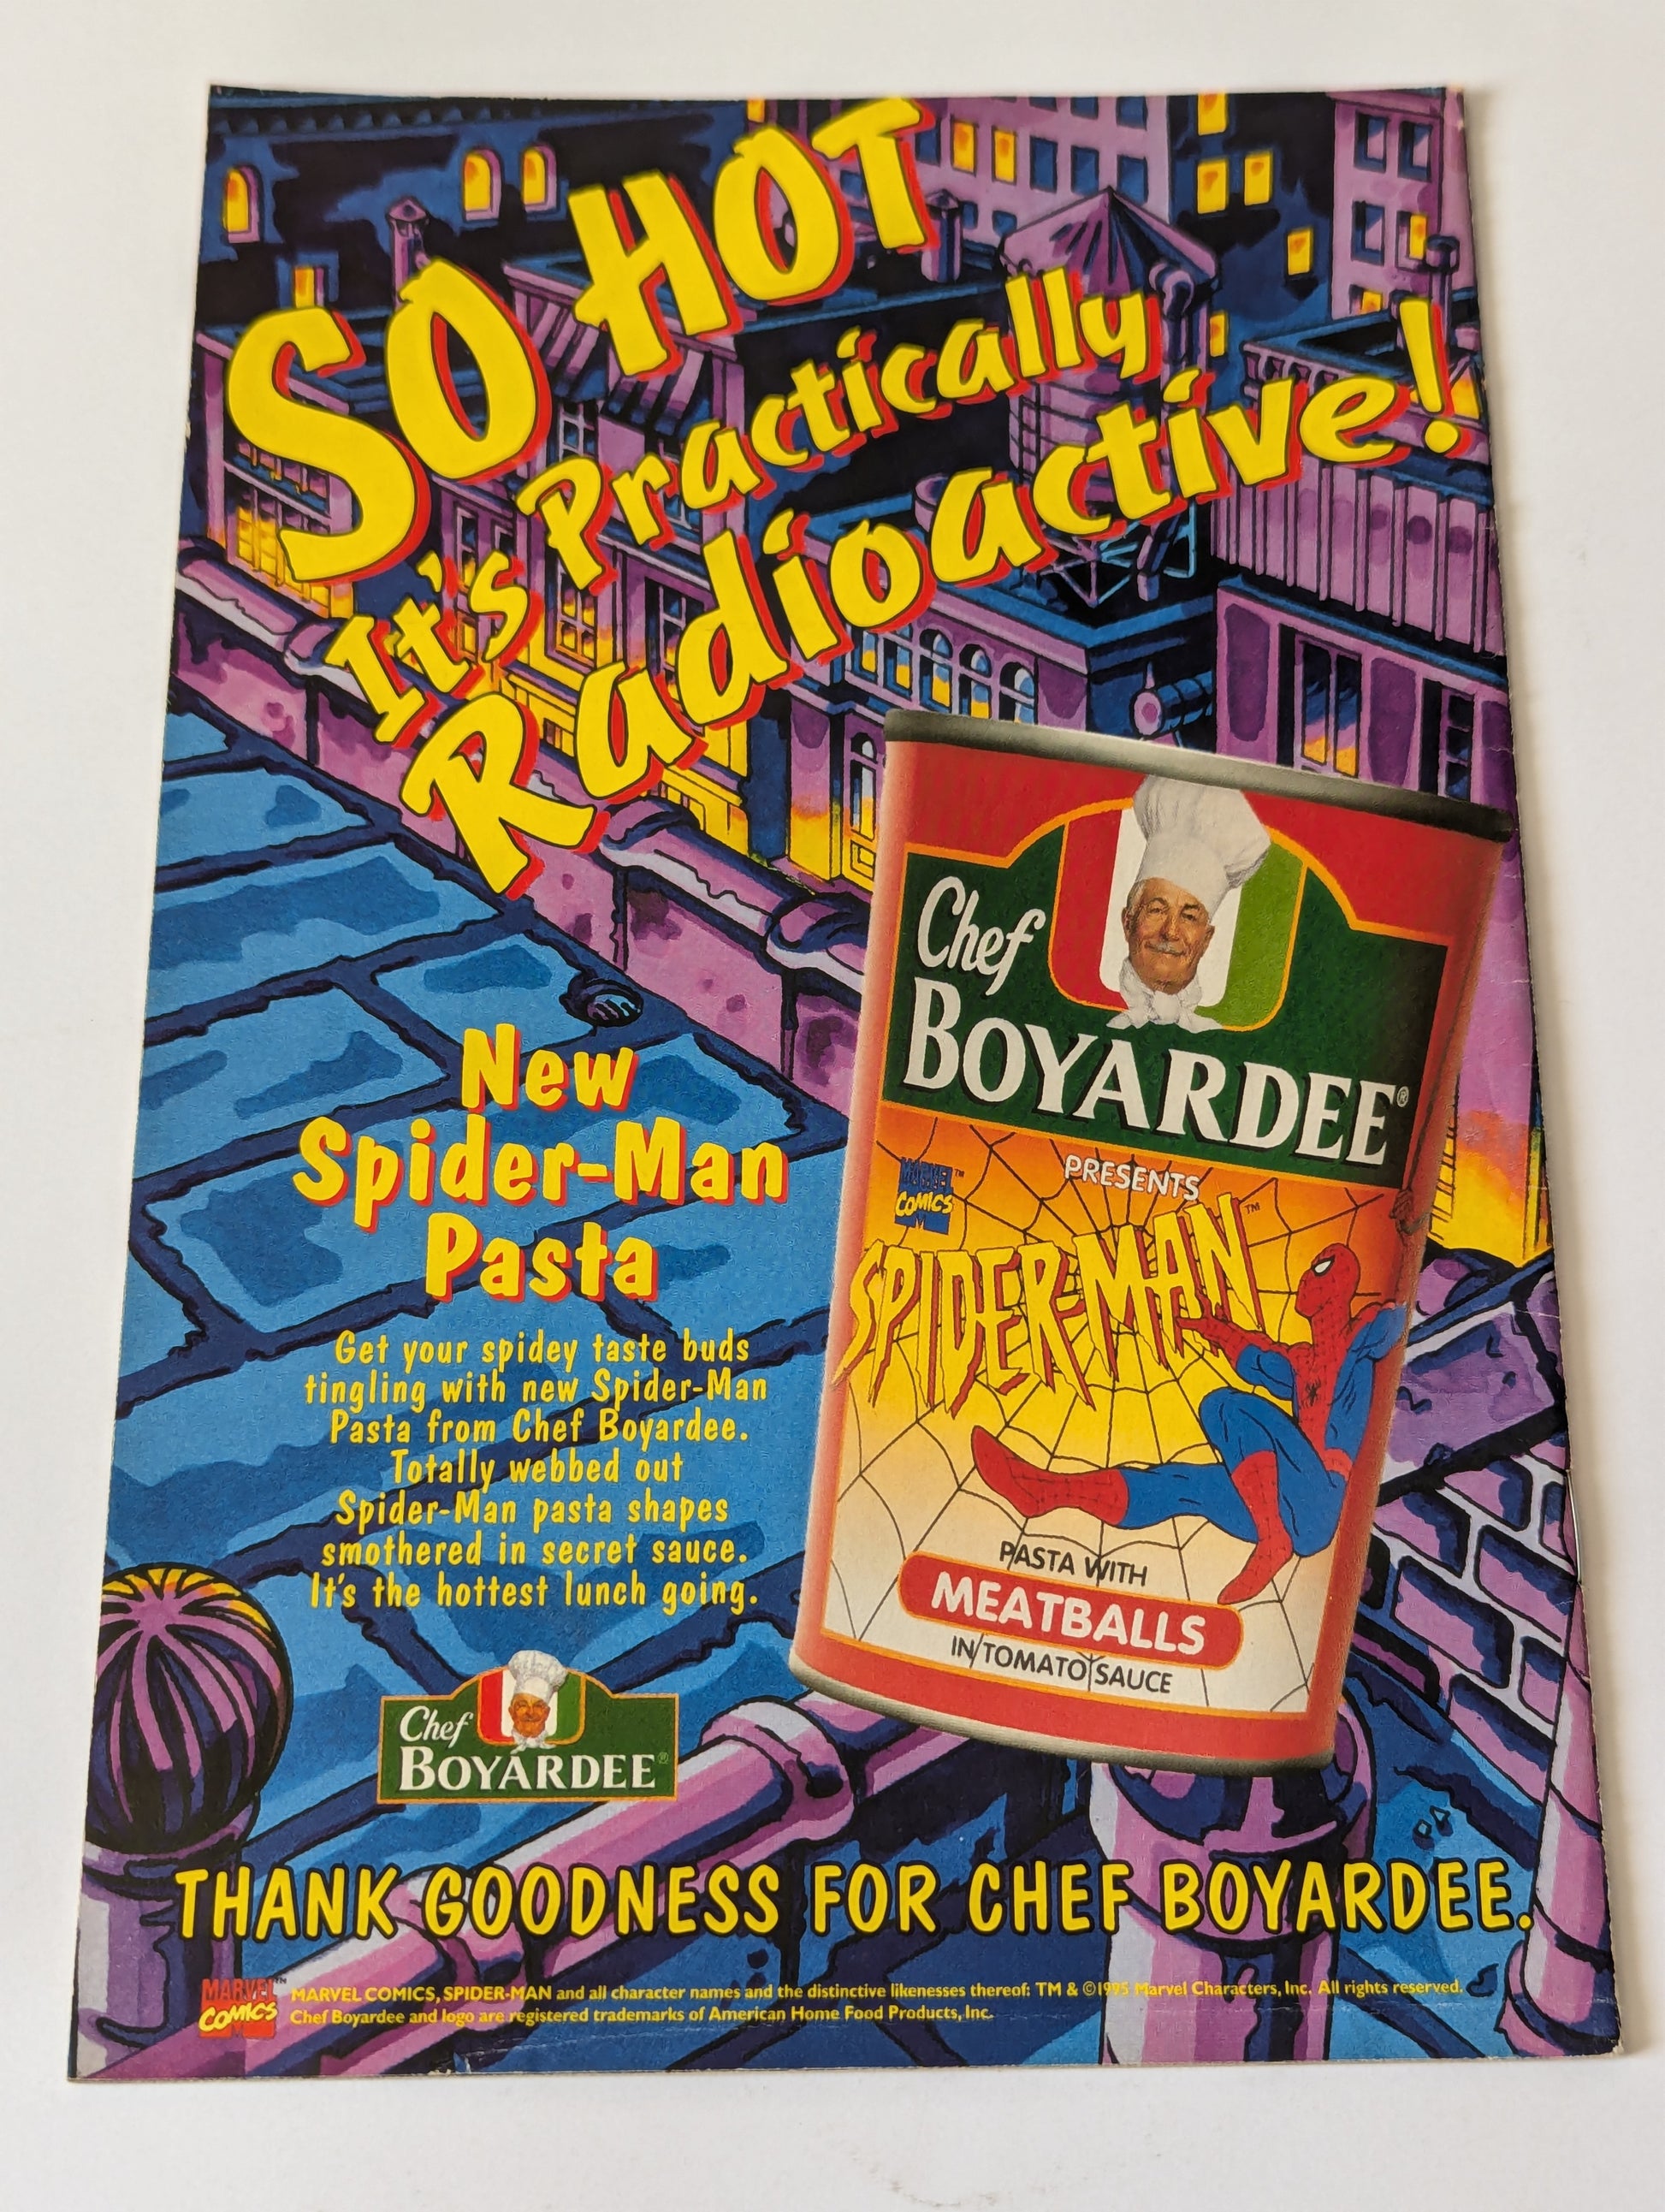 SO HOT
It's Practically
Radioactive!
Chef
BOYARDEE®
PRESENTS
MARVEL™
COMICS
SPIDER-MAN™
PASTA WITH
MEATBALLS
IN TOMATO SAUCE
New
Spider-Man
Pasta
Get your spidey taste buds
tingling with new Spider-Man
Pasta from Chef Boyardee.
Totally webbed out
Spider-Man pasta shapes
smothered in secret sauce.
It's the hottest lunch going.
Chef
BOYARDEE®
THANK GOODNESS FOR CHEF BOYARDEE.
MARVEL™
COMICS
MARVEL COMICS, SPIDER-MAN and all character names and the distinctive likenesses thereof: TM & ©1995 Marvel Characters, Inc. All rights reserved.
Chef Boyardee and logo are registered trademarks of American Home Food Products, Inc.